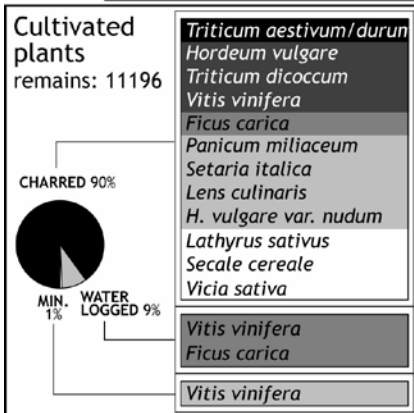 Cultivated
plants
remains: 11196
CHARRED 90%
MIN.
1%
WATER
LOGGED 9%
Triticum aestivum/durun
Hordeum vulgare
Triticum dicoccum
Vitis vinifera
Ficus carica
Panicum miliaceum
Setaria italica
Lens culinaris
H. vulgare var. nudum
Lathyrus sativus
Secale cereale
Vicia sativa
Vitis vinifera
Ficus carica
Vitis vinifera